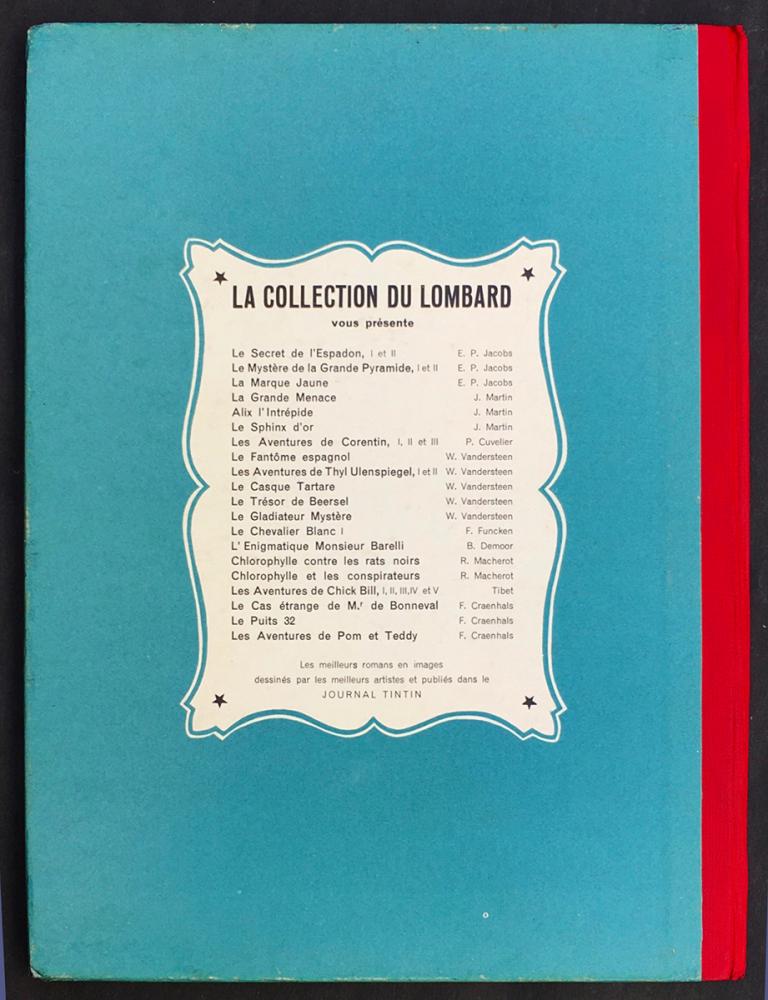 LA COLLECTION DU LOMBARD
vous présente
Le Secret de l'Espadon, I et II E. P. Jacobs
Le Mystère de la Grande Pyramide, I et II E. P. Jacobs
La Marque Jaune E. P. Jacobs
La Grande Menace J. Martin
Alix l'Intrépide J. Martin
Le Sphinx d'or J. Martin
Les Aventures de Corentin, I, II et III P. Cuvelier
Le Fantôme espagnol W. Vandersteen
Les Aventures de Thyl Ulenspiegel, I et II W. Vandersteen
Le Casque Tartare W. Vandersteen
Le Trésor de Beersel W. Vandersteen
Le Gladiateur Mystère W. Vandersteen
Le Chevalier Blanc I F. Funcken
L'Enigmatique Monsieur Barelli B. Demoor
Chlorophylle contre les rats noirs R. Macherot
Chlorophylle et les conspirateurs R. Macherot
Les Aventures de Chick Bill, I, II, III, IV et V Tibet
Le Cas étrange de M.r de Bonneval F. Craenhals
Le Puits 32 F. Craenhals
Les Aventures de Pom et Teddy F. Craenhals
Les meilleurs romans en images
dessinés par les meilleurs artistes et publiés dans le
JOURNAL TINTIN